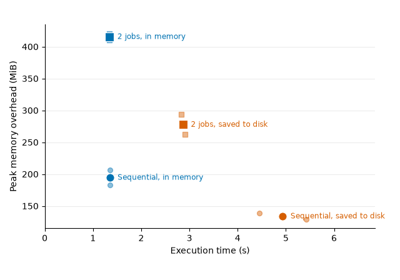 Peak memory overhead (MiB)
400
350
300
250
200
150
2 jobs, in memory
2 jobs, saved to disk
Sequential, in memory
Sequential, saved to disk
0 1 2 3 4 5 6
Execution time (s)